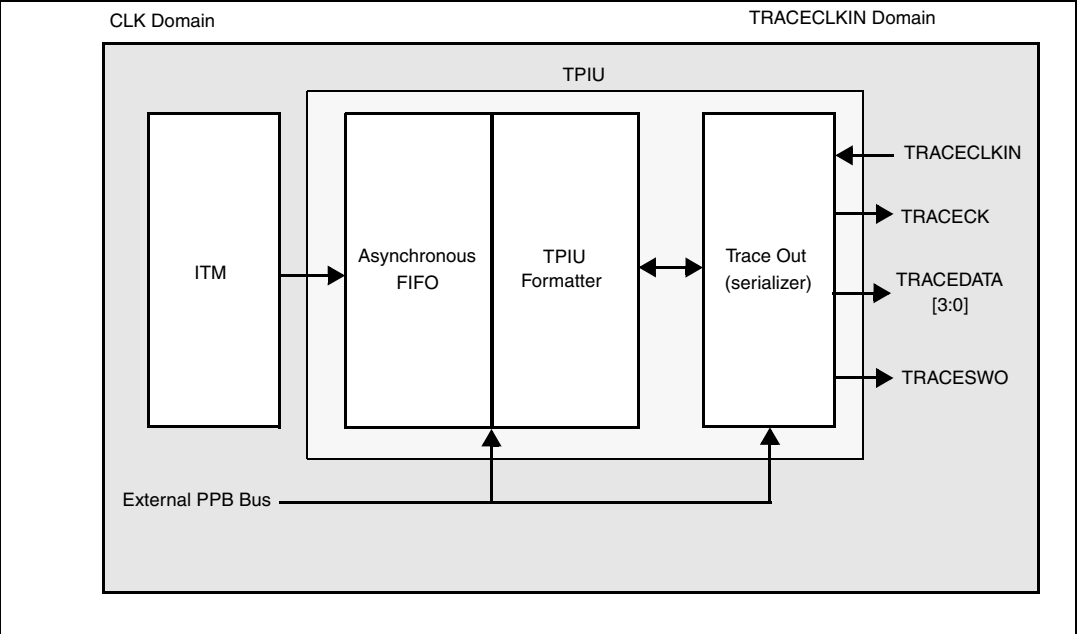 CLK Domain
TRACECLKIN Domain
TPIU
ITM
Asynchronous
FIFO
TPIU
Formatter
Trace Out
(serializer)
TRACECLKIN
TRACECK
TRACEDATA
[3:0]
TRACESWO
External PPB Bus